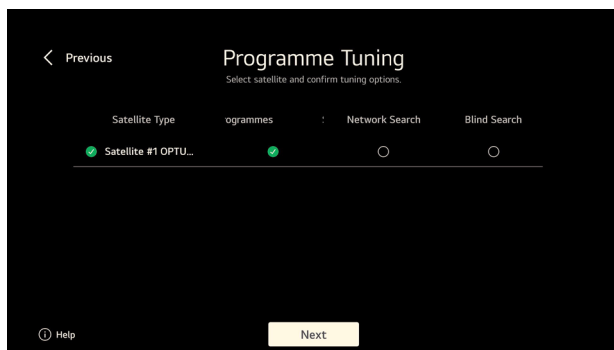 Previous
Programme Tuning
Select satellite and confirm tuning options.
Satellite Type ogrammes Network Search Blind Search
Satellite #1 OPTU...
Help
Next